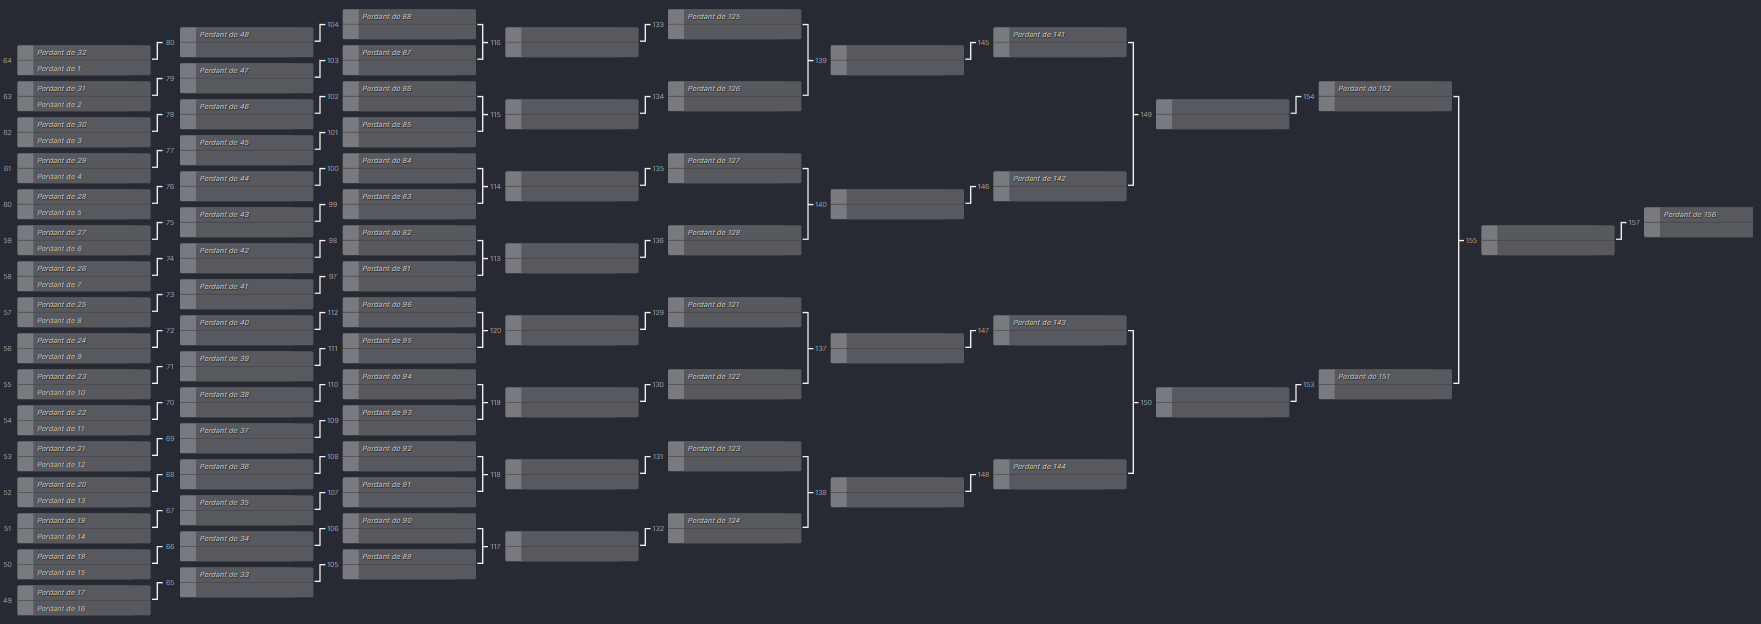 64
Perdant de 32
Perdant de 1
63
Perdant de 31
Perdant de 2
62
Perdant de 30
Perdant de 3
61
Perdant de 29
Perdant de 4
60
Perdant de 28
Perdant de 5
59
Perdant de 27
Perdant de 6
58
Perdant de 26
Perdant de 7
57
Perdant de 25
Perdant de 8
56
Perdant de 24
Perdant de 9
55
Perdant de 23
Perdant de 10
54
Perdant de 22
Perdant de 11
53
Perdant de 21
Perdant de 12
52
Perdant de 20
Perdant de 13
51
Perdant de 19
Perdant de 14
50
Perdant de 18
Perdant de 15
49
Perdant de 17
Perdant de 16
80
Perdant de 48
79
Perdant de 47
78
Perdant de 46
77
Perdant de 45
76
Perdant de 44
75
Perdant de 43
74
Perdant de 42
73
Perdant de 41
72
Perdant de 40
71
Perdant de 39
70
Perdant de 38
69
Perdant de 37
68
Perdant de 36
67
Perdant de 35
66
Perdant de 34
65
Perdant de 33
104
Perdant de 88
103
Perdant de 87
102
Perdant de 86
101
Perdant de 85
100
Perdant de 84
99
Perdant de 83
98
Perdant de 82
97
Perdant de 81
112
Perdant de 96
111
Perdant de 95
110
Perdant de 94
109
Perdant de 93
108
Perdant de 92
107
Perdant de 91
106
Perdant de 90
105
Perdant de 89
116
115
114
113
120
119
118
117
133
Perdant de 125
134
Perdant de 126
135
Perdant de 127
136
Perdant de 128
129
Perdant de 121
130
Perdant de 122
131
Perdant de 123
132
Perdant de 124
139
140
137
138
145
Perdant de 141
146
Perdant de 142
147
Perdant de 143
148
Perdant de 144
149
150
154
Perdant de 152
153
Perdant de 151
155
157
Perdant de 156